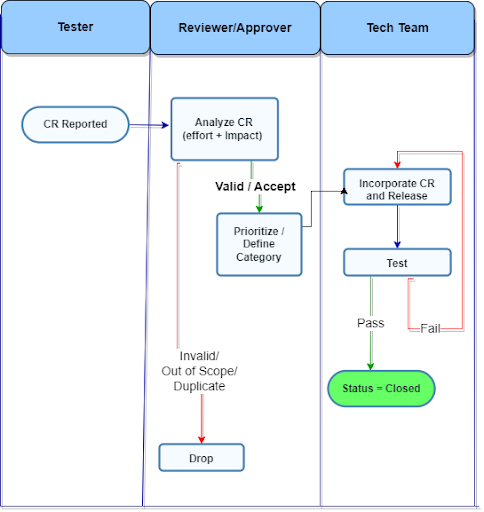 Tester
Reviewer/Approver
Tech Team
CR Reported
Analyze CR
(effort + Impact)
Valid / Accept
Incorporate CR
and Release
Prioritize /
Define
Category
Test
Pass
Fail
Invalid/
Out of Scope/
Duplicate
Status = Closed
Drop